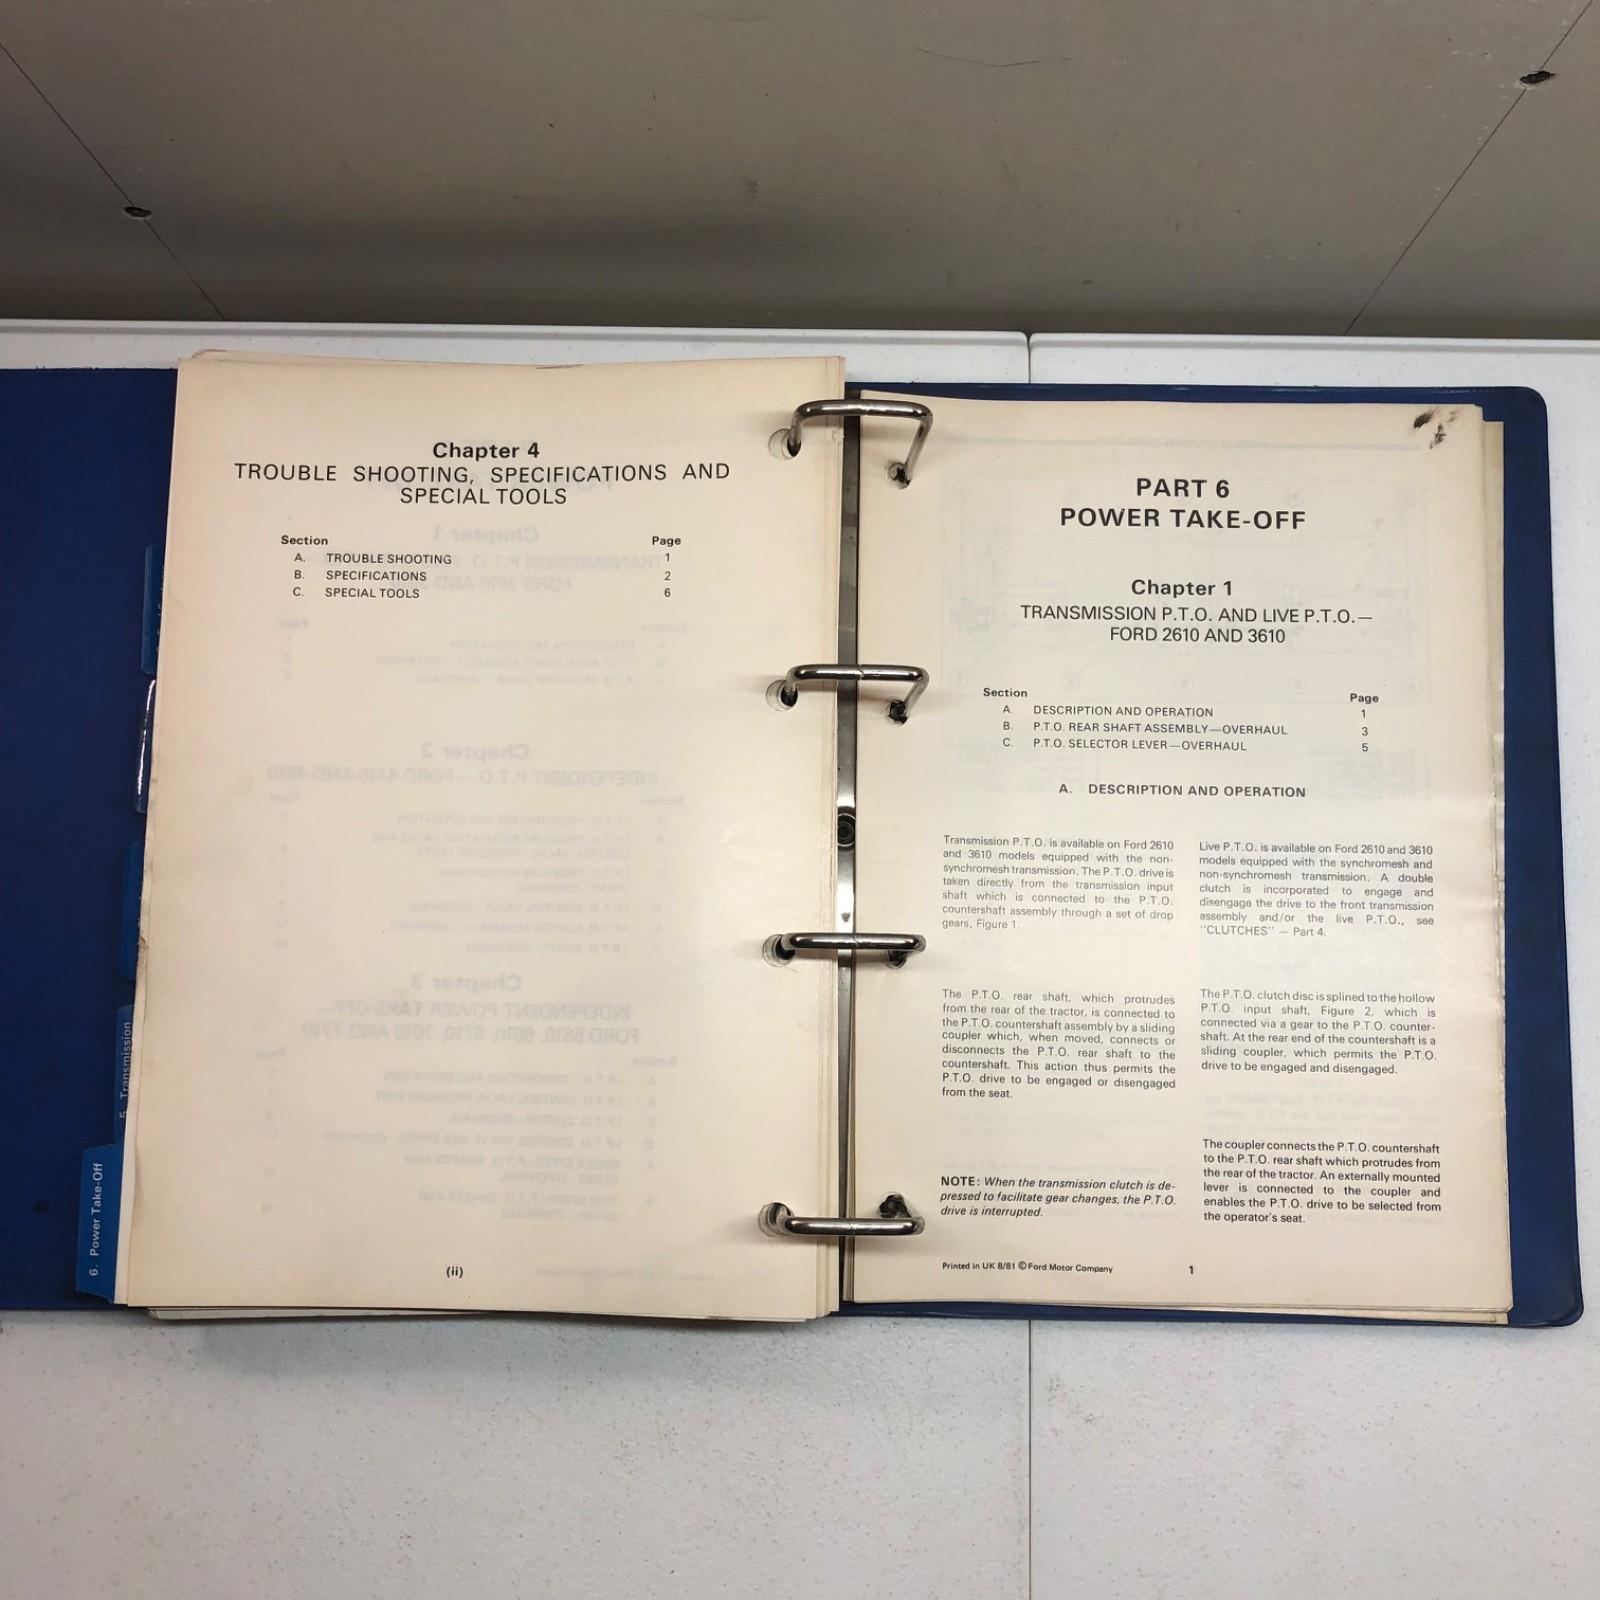 Chapter 4
TROUBLE SHOOTING, SPECIFICATIONS AND
SPECIAL TOOLS
Section Page
A. TROUBLE SHOOTING 1
B. SPECIFICATIONS 2
C. SPECIAL TOOLS 6
(ii)
5. Transmission
6. Power Take-Off
PART 6
POWER TAKE-OFF
Chapter 1
TRANSMISSION P.T.O. AND LIVE P.T.O.—
FORD 2610 AND 3610
Section Page
A. DESCRIPTION AND OPERATION 1
B. P.T.O. REAR SHAFT ASSEMBLY—OVERHAUL 3
C. P.T.O. SELECTOR LEVER—OVERHAUL 5
A. DESCRIPTION AND OPERATION
Transmission P.T.O. is available on Ford 2610
and 3610 models equipped with the non-
synchromesh transmission. The P.T.O. drive is
taken directly from the transmission input
shaft which is connected to the P.T.O.
countershaft assembly through a set of drop
gears, Figure 1.
The P.T.O. rear shaft, which protrudes
from the rear of the tractor, is connected to
the P.T.O. countershaft assembly by a sliding
coupler which, when moved, connects or
disconnects the P.T.O. rear shaft to the
countershaft. This action thus permits the
P.T.O. drive to be engaged or disengaged
from the seat.
NOTE: When the transmission clutch is de-
pressed to facilitate gear changes, the P.T.O.
drive is interrupted.
Live P.T.O. is available on Ford 2610 and 3610
models equipped with the synchromesh and
non-synchromesh transmission. A double
clutch is incorporated to engage and
disengage the drive to the front transmission
assembly and/or the live P.T.O., see
"CLUTCHES" — Part 4.
The P.T.O. clutch disc is splined to the hollow
P.T.O. input shaft, Figure 2, which is
connected via a gear to the P.T.O. counter-
shaft. At the rear end of the countershaft is a
sliding coupler, which permits the P.T.O.
drive to be engaged and disengaged.
The coupler connects the P.T.O. countershaft
to the P.T.O. rear shaft which protrudes from
the rear of the tractor. An externally mounted
lever is connected to the coupler and
enables the P.T.O. drive to be selected from
the operator's seat.
Printed in UK 8/81 © Ford Motor Company
1